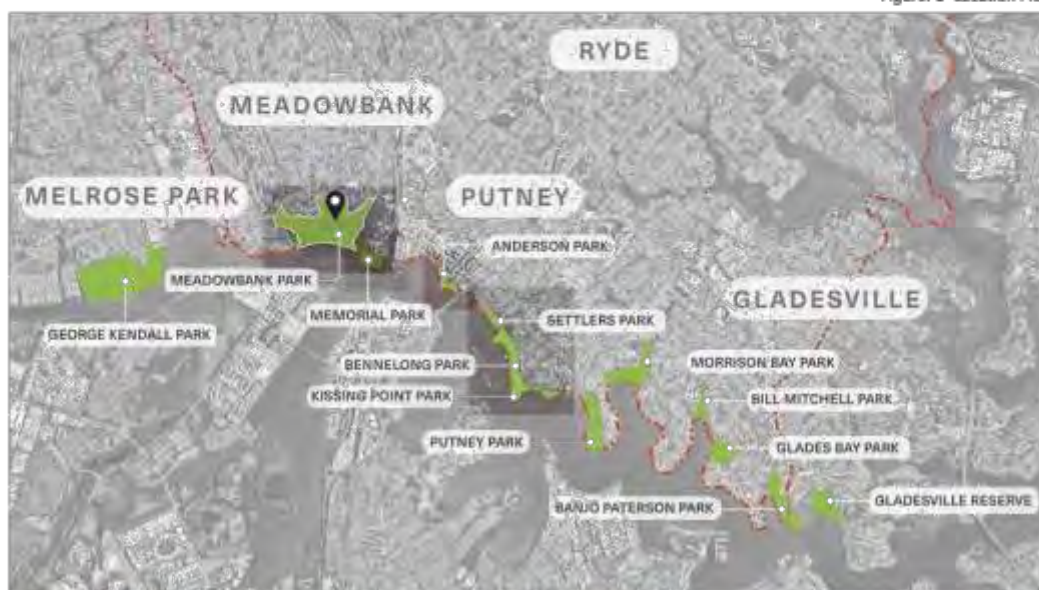 RYDE
MEADOWBANK
MELROSE PARK
PUTNEY
ANDERSON PARK
MEADOWBANK PARK
GLADESVILLE
MEMORIAL PARK
SETTLERS PARK
GEORGE KENDALL PARK
BENNELONG PARK
MORRISON BAY PARK
KISSING POINT PARK
BILL MITCHELL PARK
PUTNEY PARK
GLADES BAY PARK
BANJO PATERSON PARK
GLADESVILLE RESERVE